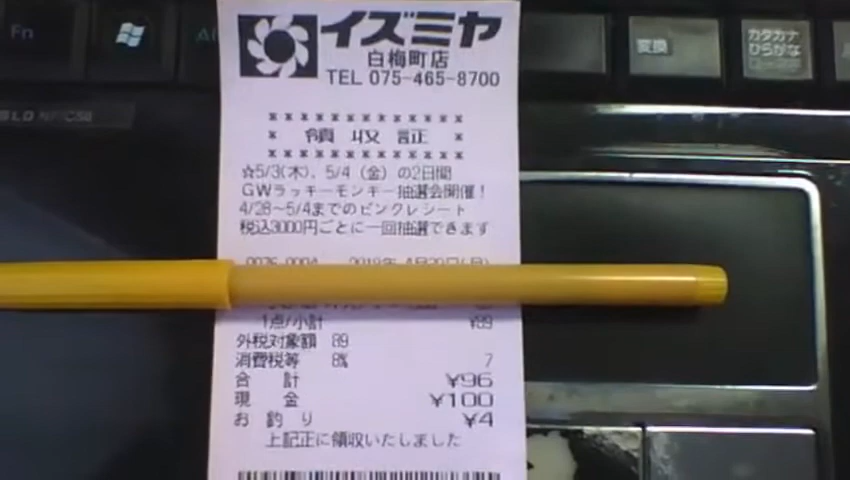 Fn
変換
カタカナ
ひらがな
イズミヤ
白梅町店
TEL 075-465-8700
領 収 証
☆5/3(木)、5/4 (金) の2日間
GWラッキーモンキー抽選会開催!
4/28~5/4までのピンクレシート
税込3000円ごとに一回抽選できます
1点/小計 ¥89
外税対象額 89
消費税等 8% 7
合 計 ¥96
現 金 ¥100
お 釣 り ¥4
上記正に領収いたしました